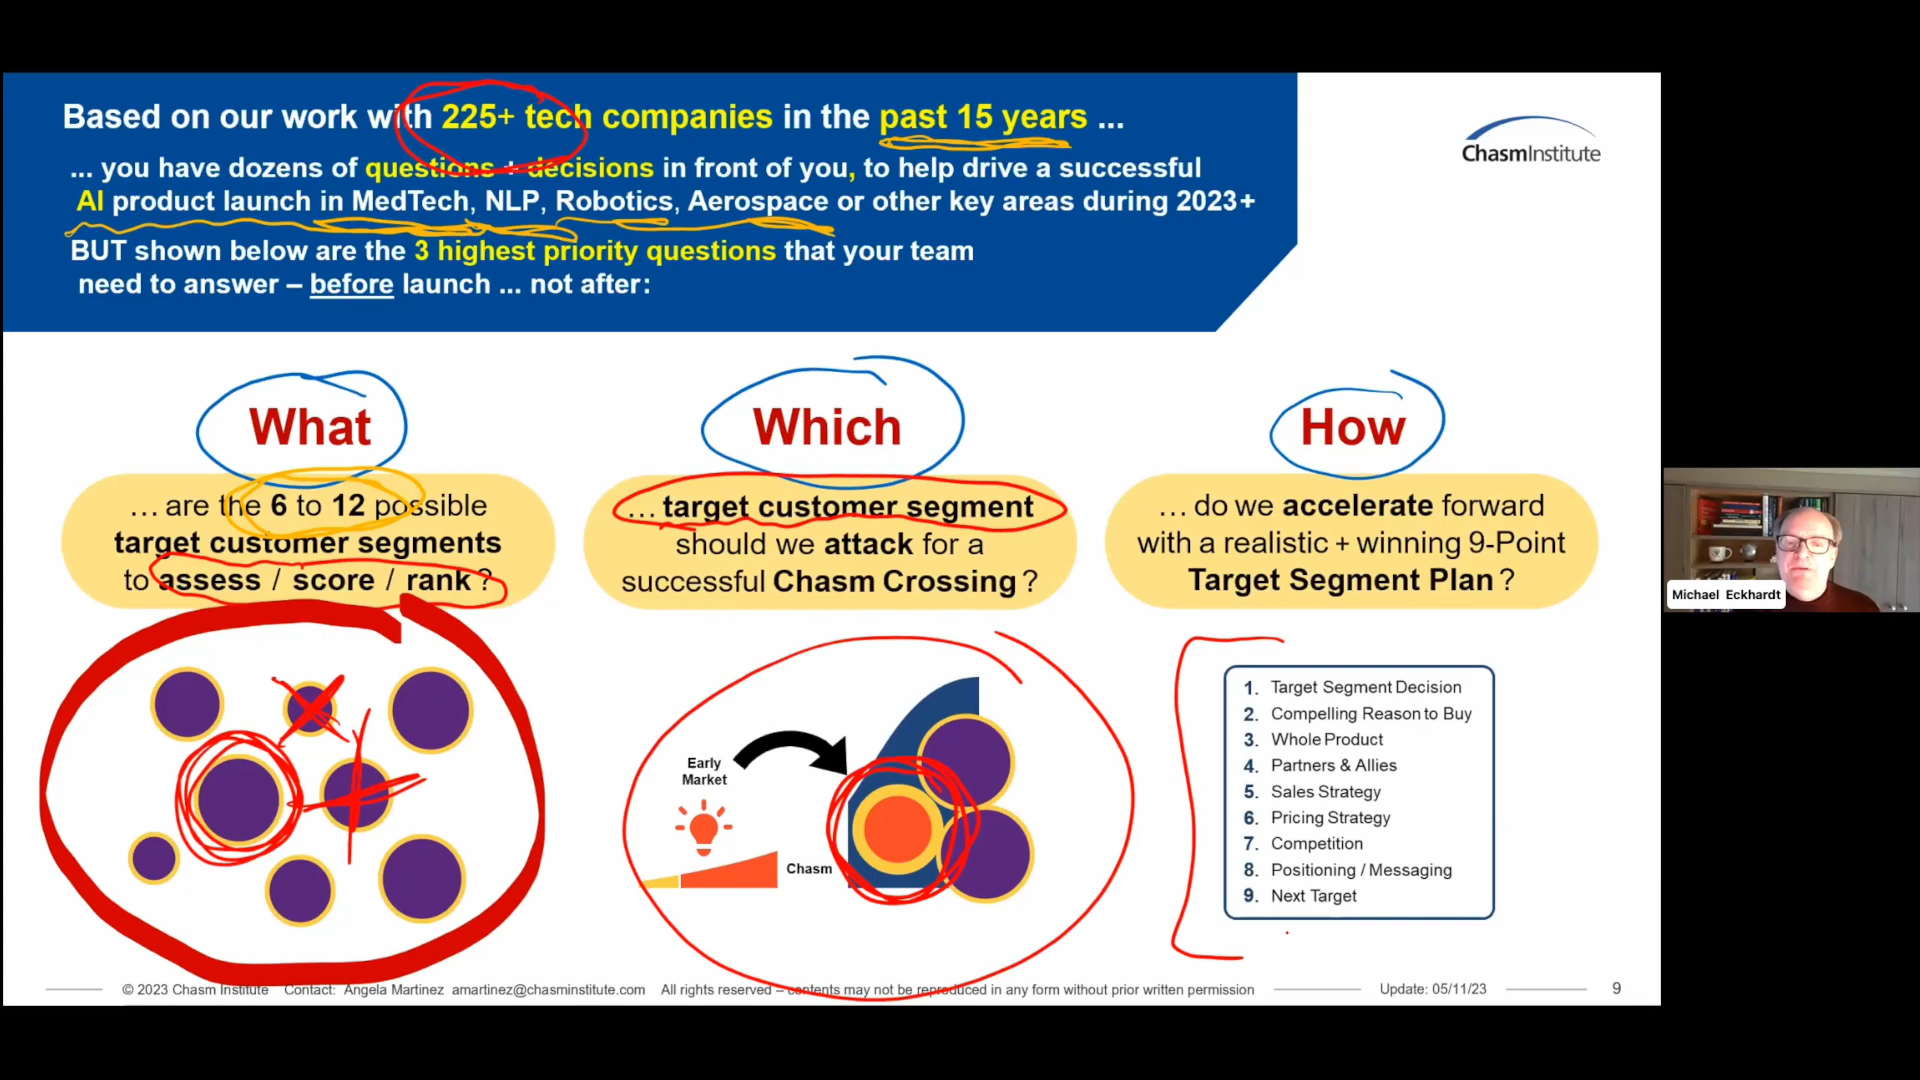 Based on our work with 225+ tech companies in the past 15 years ...
... you have dozens of questions + decisions in front of you, to help drive a successful
AI product launch in MedTech, NLP, Robotics, Aerospace or other key areas during 2023+
BUT shown below are the 3 highest priority questions that your team
need to answer – before launch ... not after:
ChasmInstitute
What
... are the 6 to 12 possible
target customer segments
to assess / score / rank ?
Which
... target customer segment
should we attack for a
successful Chasm Crossing ?
How
... do we accelerate forward
with a realistic + winning 9-Point
Target Segment Plan ?
Early
Market
Chasm
1. Target Segment Decision
2. Compelling Reason to Buy
3. Whole Product
4. Partners & Allies
5. Sales Strategy
6. Pricing Strategy
7. Competition
8. Positioning / Messaging
9. Next Target
Michael Eckhardt
© 2023 Chasm Institute Contact: Angela Martinez amartinez@chasminstitute.com All rights reserved – contents may not be reproduced in any form without prior written permission Update: 05/11/23 9